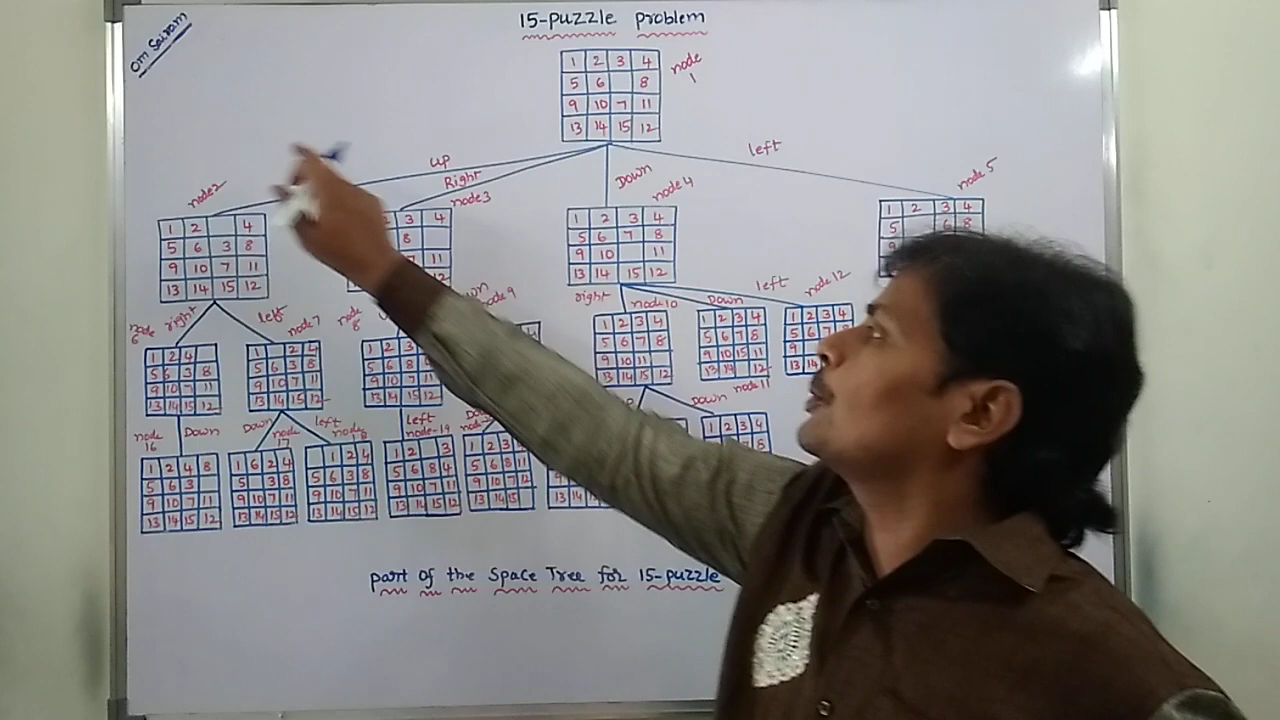 Om Sairam
15-puzzle problem
1 2 3 4
5 6 8
9 10 7 11
13 14 15 12
node 1
up
Right
Down
left
node2
node3
node4
node 5
1 2 4
5 6 3 8
9 10 7 11
13 14 15 12
2 3 4
8
7 11
12
1 2 3 4
5 6 7 8
9 10 11
13 14 15 12
1 2 3 4
5 6 8
9
right
left
node 6
node 7
node 8
node 9
right
node 10
Down
left
node 12
1 2 4
5 6 3 8
9 10 7 11
13 14 15 12
1 2 4
5 6 3 8
9 10 7 11
13 14 15 12
1 2 3
5 6 8
9 10 7 11
13 14 15 12
1 2 3 4
5 6 7 8
9 10 11
13 14 15 12
1 2 3 4
5 6 7 8
9 10 15 11
13 14 12
1 2 3 4
5 6 7
9
13 14
node 11
node 16
Down
Down
node 17
left
left
node-19
Down
1 2 4 8
5 6 3
9 10 7 11
13 14 15 12
1 6 2 4
5 3 8
9 10 7 11
13 14 15 12
1 2 4
5 6 3 8
9 10 7 11
13 14 15 12
1 2 3
5 6 8 4
9 10 7 11
13 14 15 12
1 2 3 4
5 6 8 11
9 10 7 12
13 14 15
13 14
1 2 3 4
7 8
part of the Space Tree for 15-puzzle